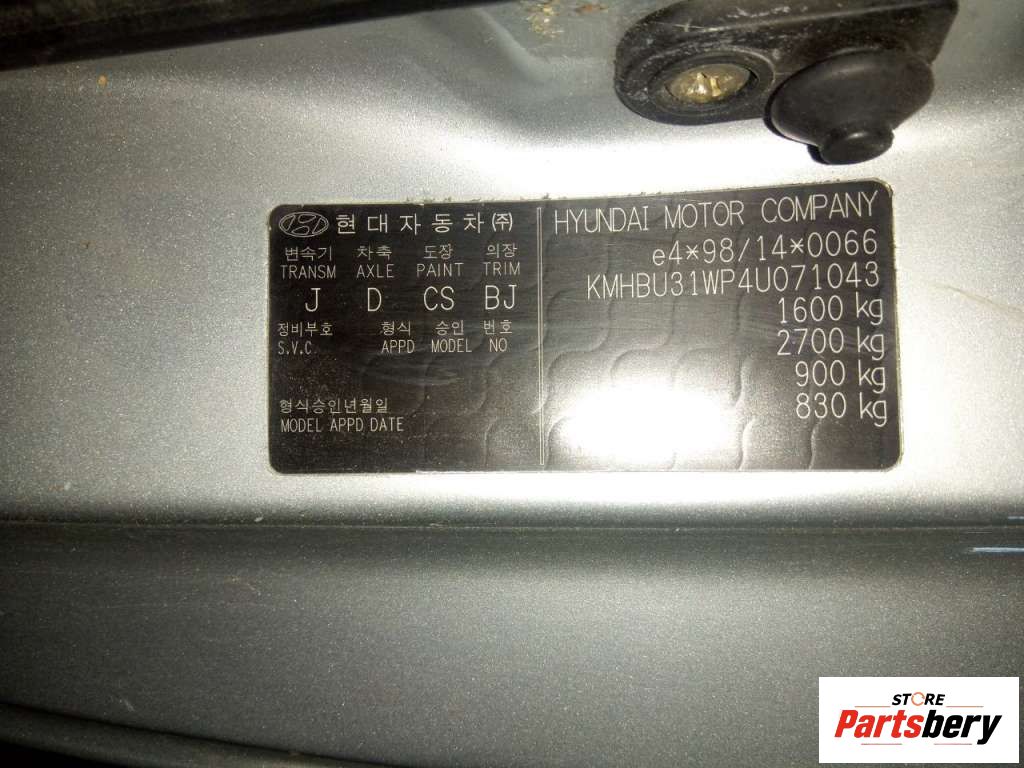 현대자동차(주)
변속기 차축 도장 의장
TRANSM AXLE PAINT TRIM
J D CS BJ
정비부호 형식 승인 번호
S.V.C APPD MODEL NO
형식승인년월일
MODEL APPD DATE
HYUNDAI MOTOR COMPANY
e4*98/14*0066
KMHBU31WP4U071043
1600 kg
2700 kg
900 kg
830 kg
STORE
Partsbery